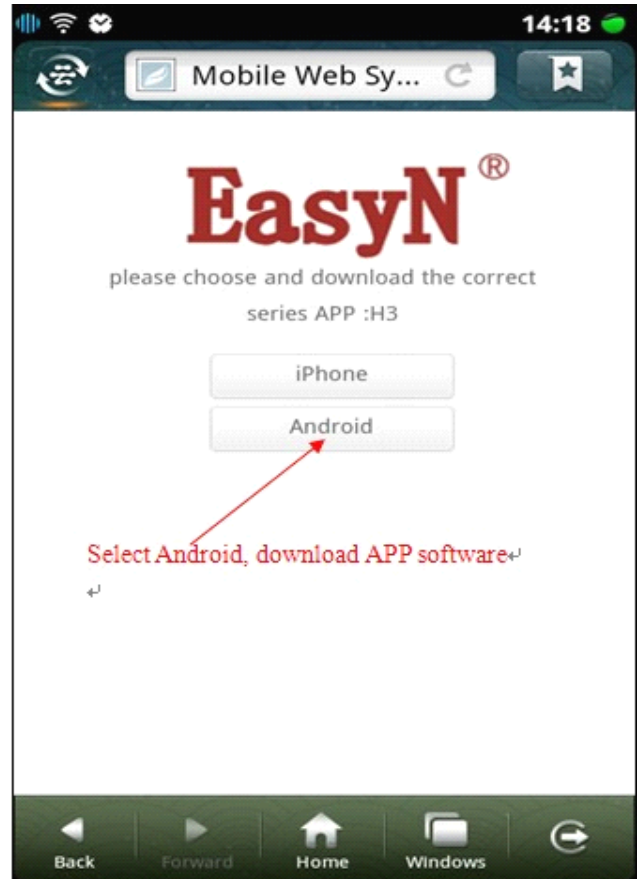 14:18
Mobile Web Sy...
EasyN®
please choose and download the correct
series APP :H3
iPhone
Android
Select Android, download APP software
Back Forward Home Windows